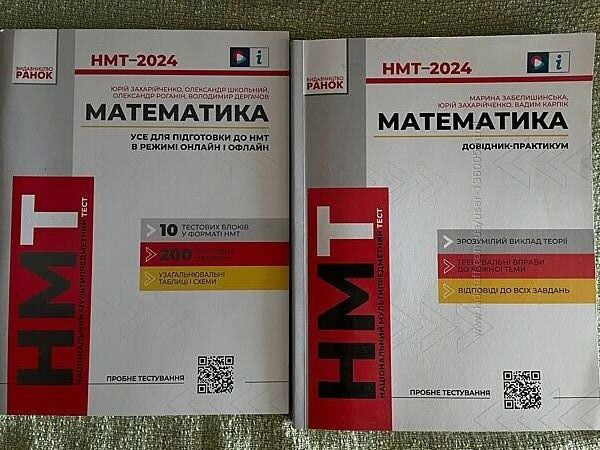 ВИДАВНИЦТВО
РАНОК
НМТ–2024
ЮРІЙ ЗАХАРІЙЧЕНКО, ОЛЕКСАНДР ШКОЛЬНИЙ,
ОЛЕКСАНДР РОГАНІН, ВОЛОДИМИР ДЕРГАЧОВ
МАТЕМАТИКА
УСЕ ДЛЯ ПІДГОТОВКИ ДО НМТ
В РЕЖИМІ ОНЛАЙН І ОФЛАЙН
10 ТЕСТОВИХ БЛОКІВ
У ФОРМАТІ НМТ
200
УЗАГАЛЬНЮВАЛЬНІ
ТАБЛИЦІ І СХЕМИ
НМТ
НАЦІОНАЛЬНИЙ МУЛЬТИПРЕДМЕТНИЙ ТЕСТ
ПРОБНЕ ТЕСТУВАННЯ
ВИДАВНИЦТВО
РАНОК
НМТ–2024
МАРИНА ЗАБЄЛИШИНСЬКА,
ЮРІЙ ЗАХАРІЙЧЕНКО, ВАДИМ КАРПІК
МАТЕМАТИКА
ДОВІДНИК-ПРАКТИКУМ
ЗРОЗУМІЛИЙ ВИКЛАД ТЕОРІЇ
ТРЕНУВАЛЬНІ ВПРАВИ
ДО КОЖНОЇ ТЕМИ
ВІДПОВІДІ ДО ВСІХ ЗАВДАНЬ
НМТ
НАЦІОНАЛЬНИЙ МУЛЬТИПРЕДМЕТНИЙ ТЕСТ
ПРОБНЕ ТЕСТУВАННЯ